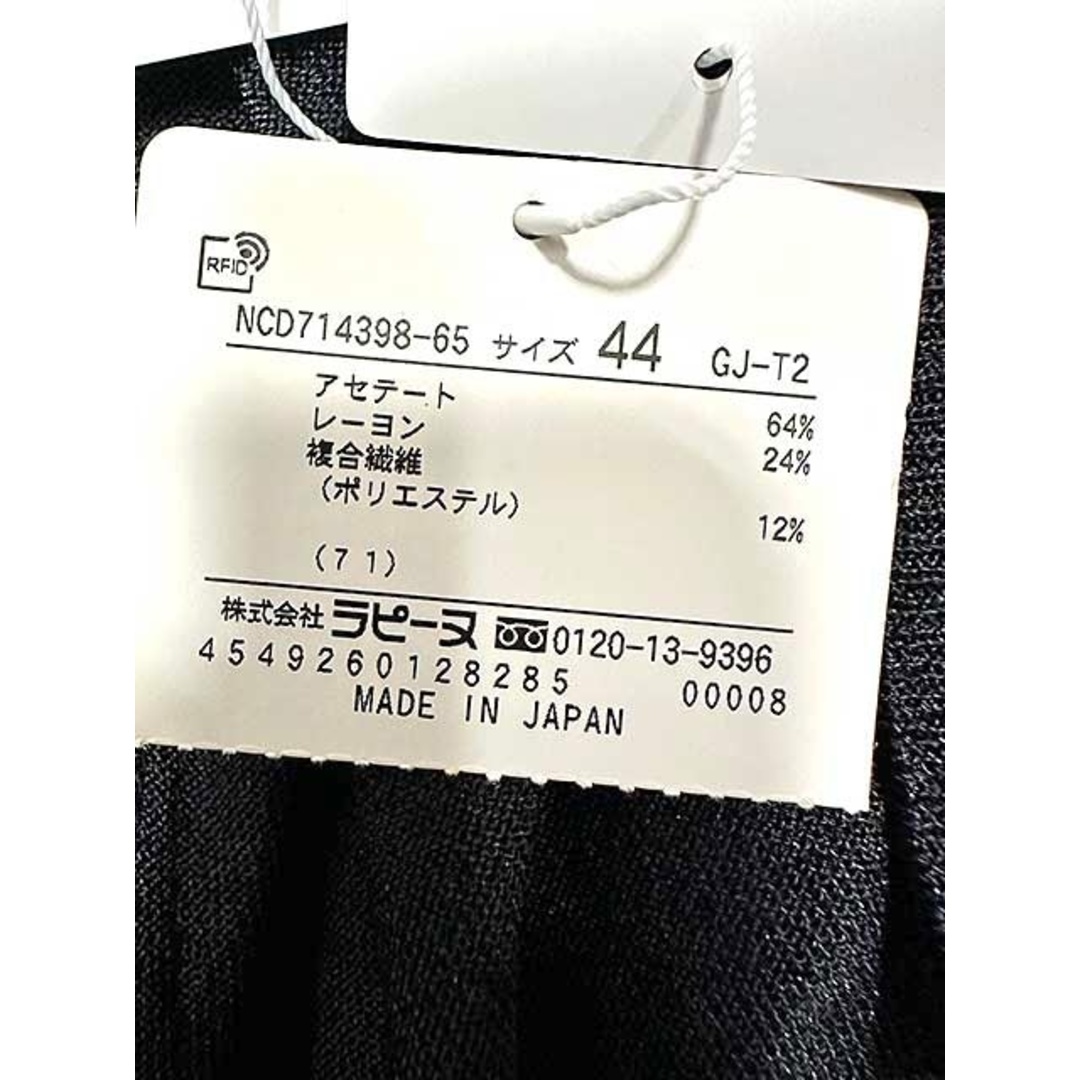 RFID
NCD714398-65 サイズ 44 GJ-T2
アセテート 64%
レーヨン 24%
複合繊維
(ポリエステル) 12%
(71)
株式会社 ラピーヌ 0120-13-9396
4549260128285 00008
MADE IN JAPAN